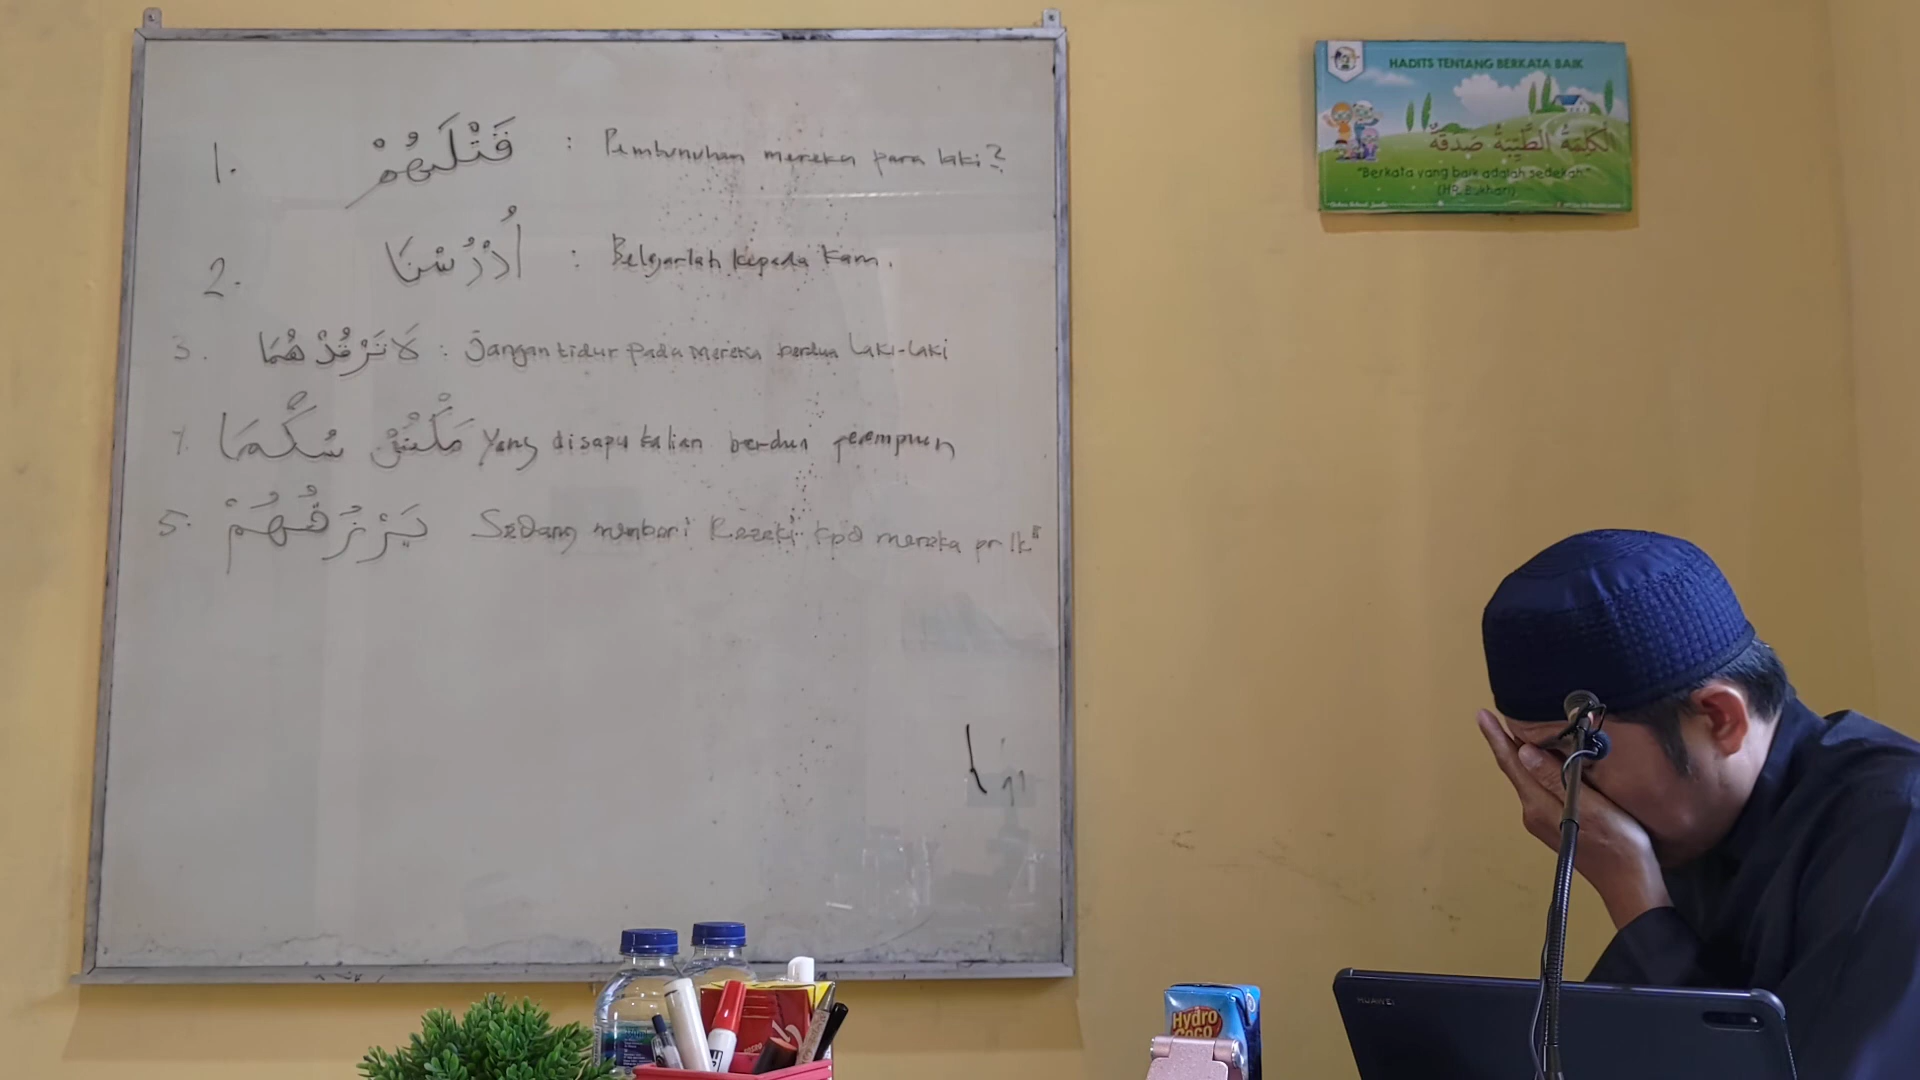 1. قَتْلَهُمْ : Pembunuhan mereka para laki2
2. اُدْرُسْنَا : Belajarlah kepada kami
3. لَا تَرْقُدْ هُمَا : Jangan tidur pada mereka berdua laki-laki
4. مَكْنُسْ سُكْمَا Yang disapu kalian berdua perempuan
5. يَرْزُقُهُمْ Sedang memberi Rezeki kpd mereka pr lk"
HADITS TENTANG BERKATA BAIK
الْكَلِمَةُ الطَّيِّبَةُ صَدَقَةٌ
"Berkata yang baik adalah sedekah"
(HR. Bukhari)
Hydro
Coco
HUAWEI